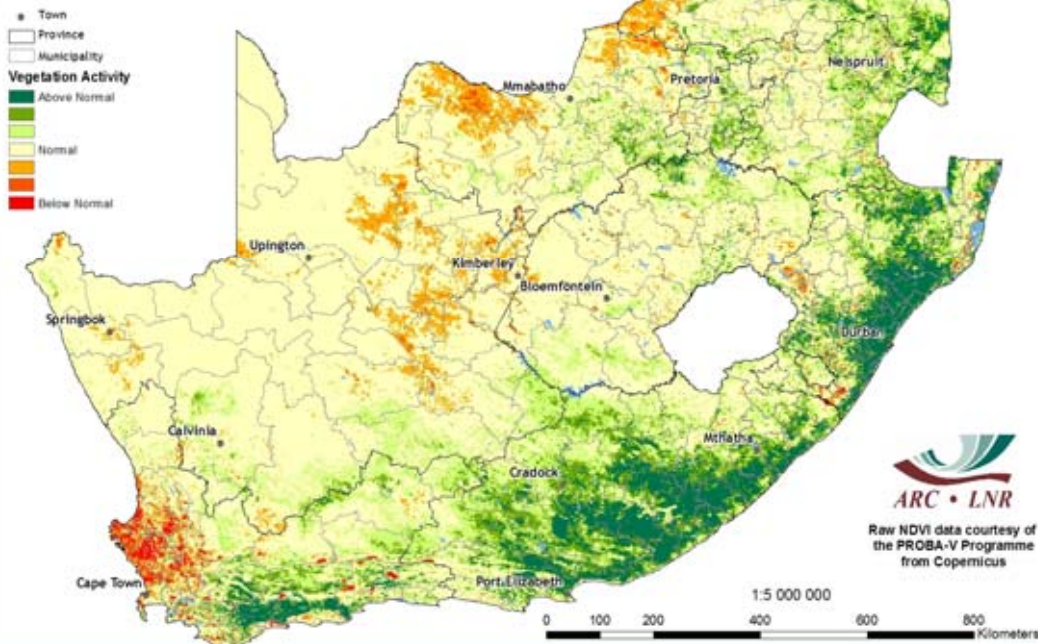 Town
Province
Municipality
Vegetation Activity
Above Normal
Normal
Below Normal
Mmabatho
Pretoria
Nelspruit
Upington
Kimberley
Bloemfontein
Springbok
Durban
Calvinia
Mthatha
Cradock
Cape Town
Port Elizabeth
ARC • LNR
Raw NDVI data courtesy of
the PROBA-V Programme
from Copernicus
1:5 000 000
0 100 200 400 600 800
Kilometers